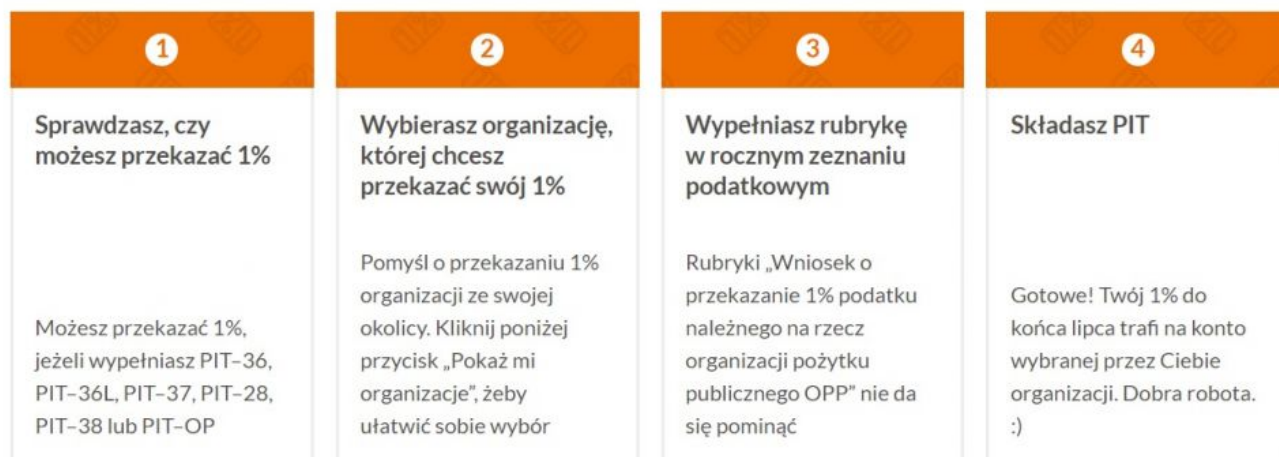 1
Sprawdzasz, czy
możesz przekazać 1%
Możesz przekazać 1%,
jeżeli wypełniasz PIT–36,
PIT–36L, PIT–37, PIT–28,
PIT–38 lub PIT–OP
2
Wybierasz organizację,
której chcesz
przekazać swój 1%
Pomyśl o przekazaniu 1%
organizacji ze swojej
okolicy. Kliknij poniżej
przycisk „Pokaż mi
organizacje”, żeby
ułatwić sobie wybór
3
Wypełniasz rubrykę
w rocznym zeznaniu
podatkowym
Rubryki „Wniosek o
przekazanie 1% podatku
należnego na rzecz
organizacji pożytku
publicznego OPP” nie da
się pominąć
4
Składasz PIT
Gotowe! Twój 1% do
końca lipca trafi na konto
wybranej przez Ciebie
organizacji. Dobra robota.
:)